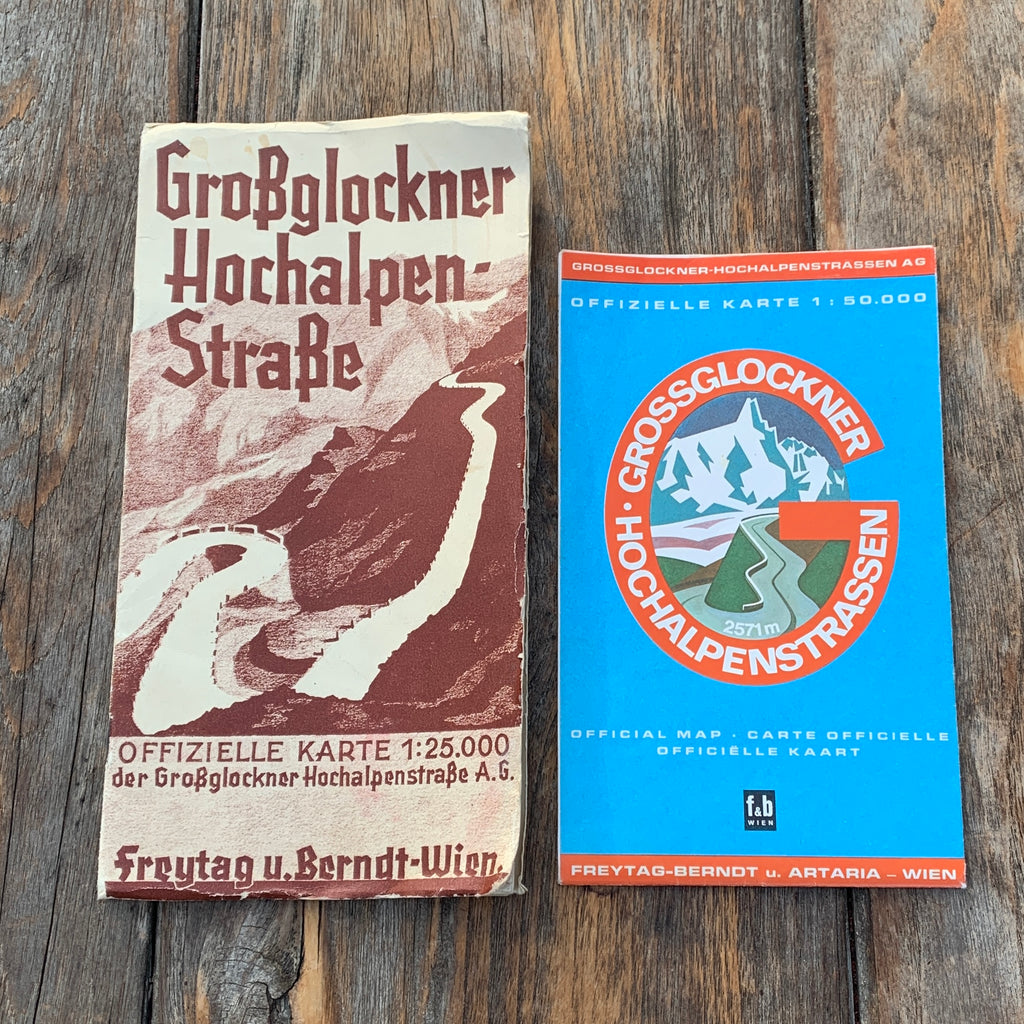 Großglockner
Hochalpen-
Straße
OFFIZIELLE KARTE 1:25.000
der Großglockner Hochalpenstraße A.G.
Freytag u. Berndt-Wien.
GROSSGLOCKNER-HOCHALPENSTRASSEN AG
OFFIZIELLE KARTE 1:50.000
GROSSGLOCKNER
HOCHALPENSTRASSEN
2571m
OFFICIAL MAP · CARTE OFFICIELLE
OFFICIËLLE KAART
f&b
WIEN
FREYTAG-BERNDT u. ARTARIA – WIEN